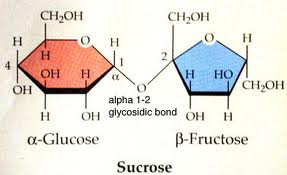 CH₂OH
CH₂OH
H
O
H
O
H
H
4
1
2
OH
H
α
H
HO
OH
O
CH₂OH
alpha 1-2
glycosidic bond
H
OH
OH
H
α-Glucose
β-Fructose
Sucrose